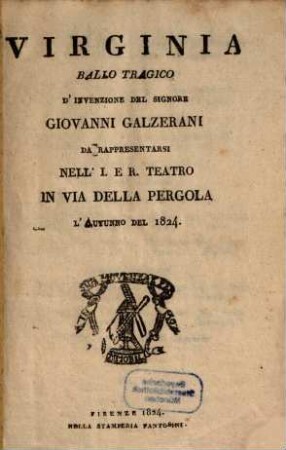 VIRGINIA
BALLO TRAGICO
D' INVENZIONE DEL SIGNORE
GIOVANNI GALZERANI
DA RAPPRESENTARSI
NELL' I. E R. TEATRO
IN VIA DELLA PERGOLA
L' AUTUNNO DEL 1824.
FIRENZE 1824.
NELLA STAMPERIA FANTOSINI.